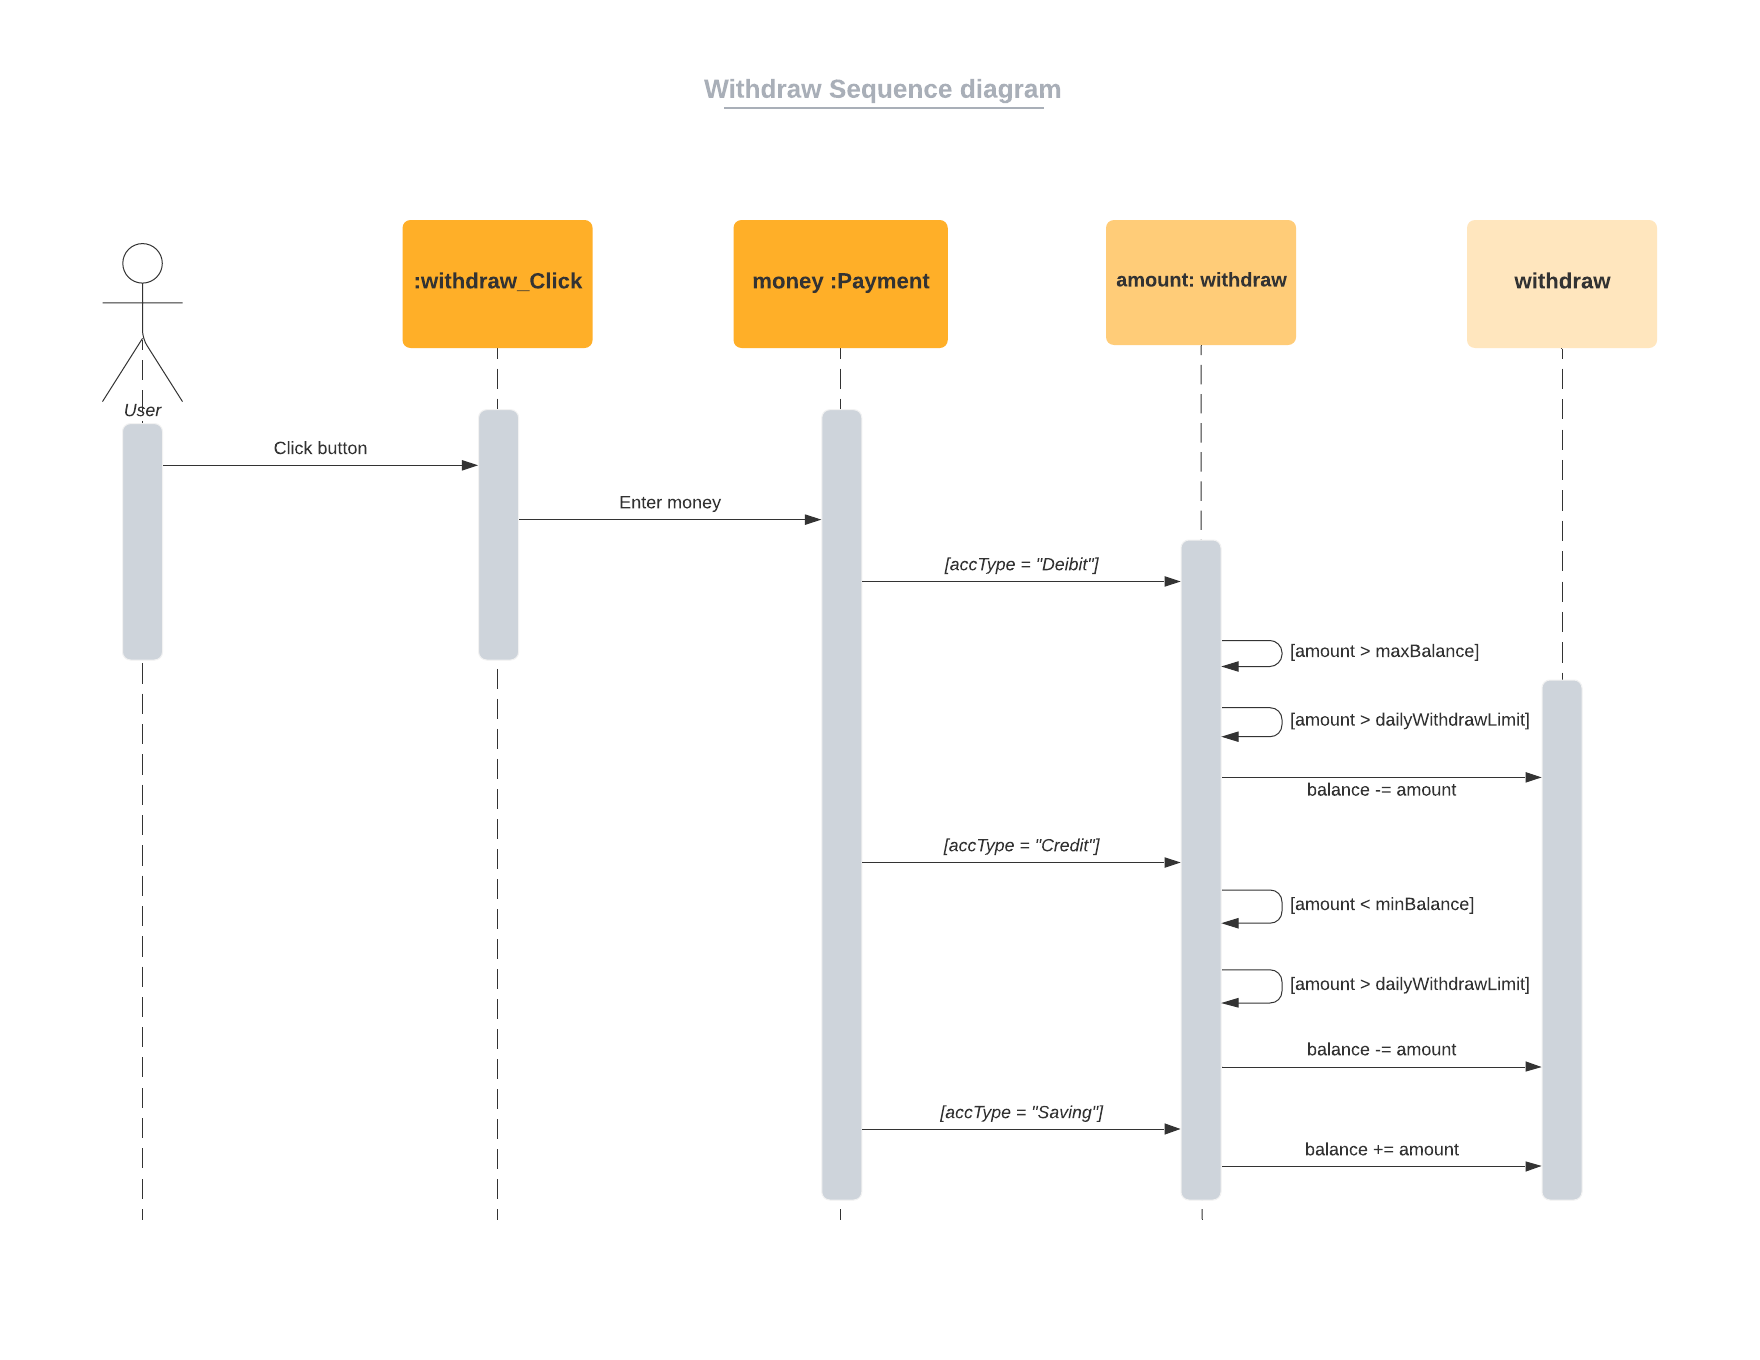 Withdraw Sequence diagram
:withdraw_Click
money :Payment
amount: withdraw
withdraw
User
Click button
Enter money
[accType = "Deibit"]
[amount > maxBalance]
[amount > dailyWithdrawLimit]
balance -= amount
[accType = "Credit"]
[amount < minBalance]
[amount > dailyWithdrawLimit]
balance -= amount
[accType = "Saving"]
balance += amount